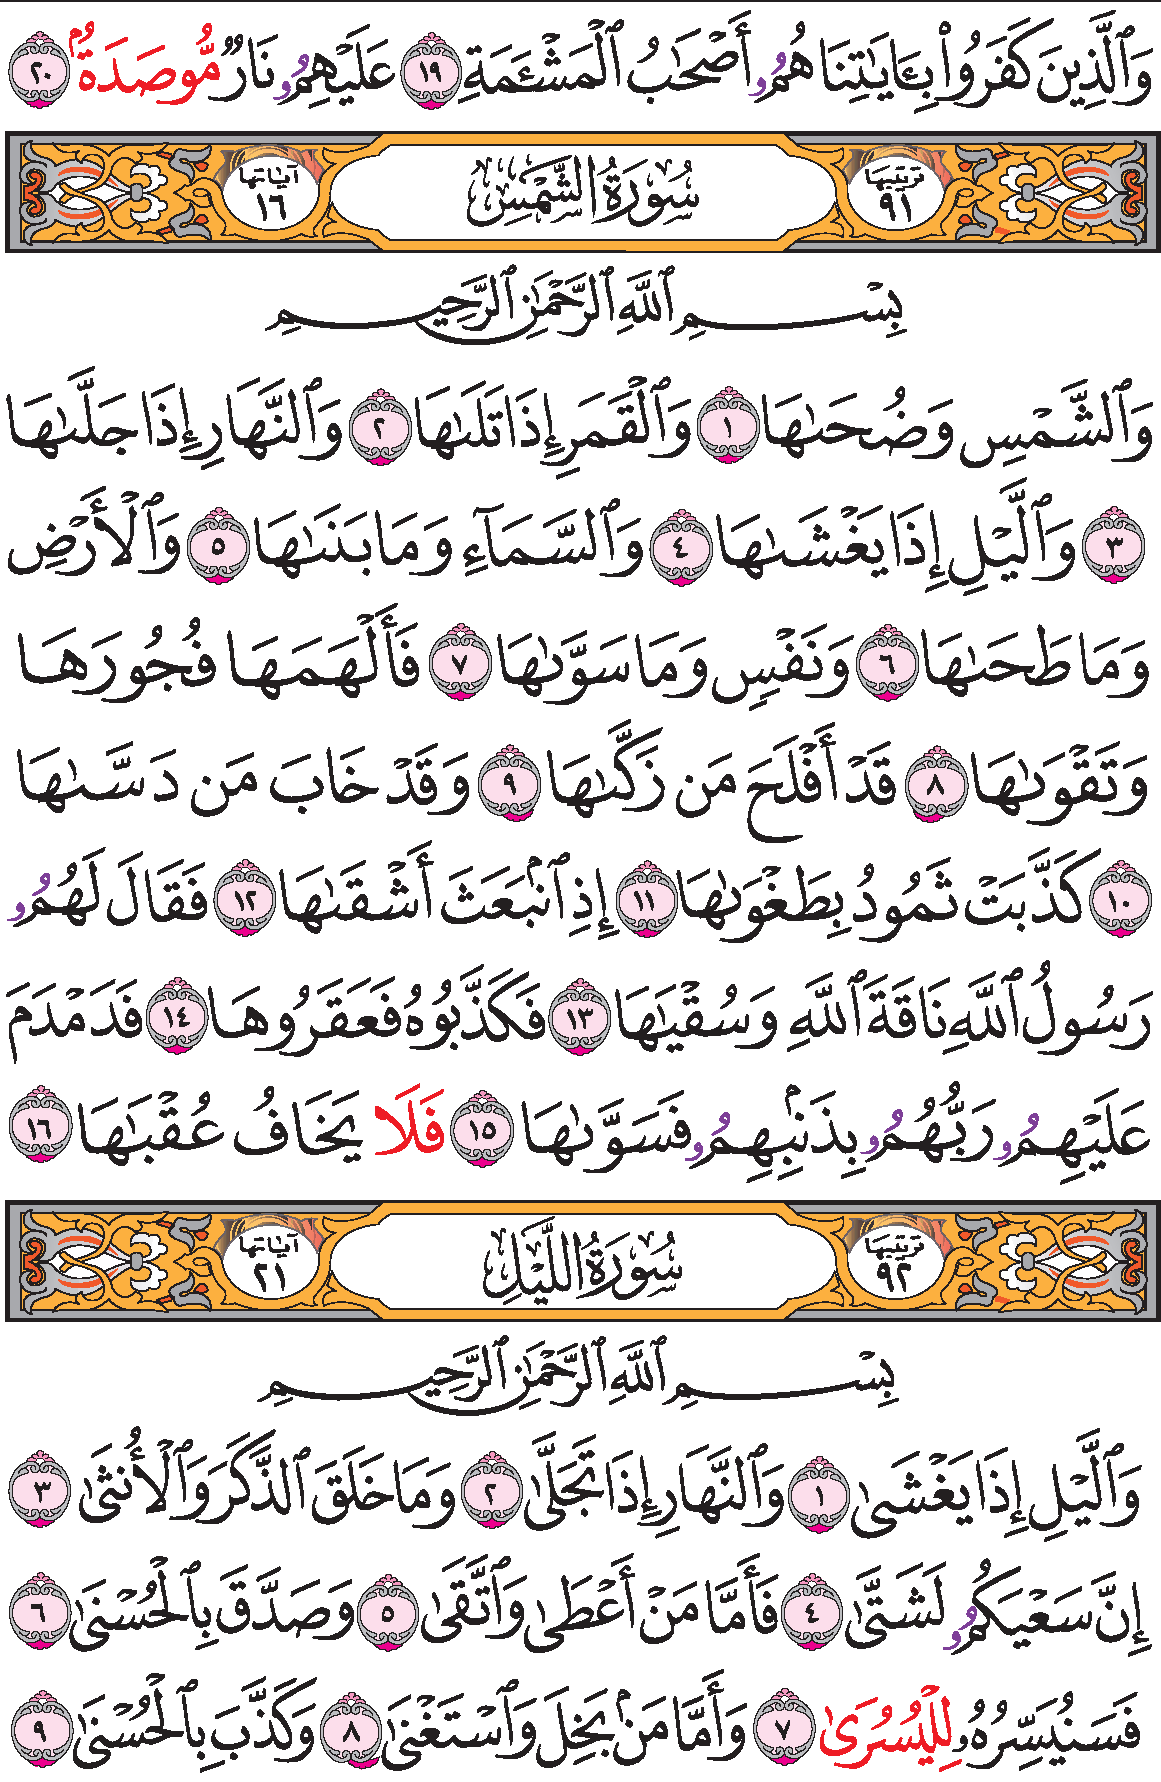 وَٱلَّذِينَ كَفَرُواْ بِـَٔايَٰتِنَا هُمُۥ أَصۡحَٰبُ ٱلۡمَشۡـَٔمَةِ ١٩ عَلَيۡهِمُۥ نَارٞ مُّوصَدَةُۢ ٢٠
ترتيبها ٩١ سُورَةُ الشَّمۡسِ آياتها ١٦
بِسۡمِ ٱللَّهِ ٱلرَّحۡمَٰنِ ٱلرَّحِيمِ
وَٱلشَّمۡسِ وَضُحَىٰهَا ١ وَٱلۡقَمَرِ إِذَا تَلَىٰهَا ٢ وَٱلنَّهَارِ إِذَا جَلَّىٰهَا
٣ وَٱلَّيۡلِ إِذَا يَغۡشَىٰهَا ٤ وَٱلسَّمَآءِ وَمَا بَنَىٰهَا ٥ وَٱلۡأَرۡضِ
وَمَا طَحَىٰهَا ٦ وَنَفۡسٖ وَمَا سَوَّىٰهَا ٧ فَأَلۡهَمَهَا فُجُورَهَا
وَتَقۡوَىٰهَا ٨ قَدۡ أَفۡلَحَ مَن زَكَّىٰهَا ٩ وَقَدۡ خَابَ مَن دَسَّىٰهَا
١٠ كَذَّبَتۡ ثَمُودُ بِطَغۡوَىٰهَا ١١ إِذِ ٱنۢبَعَثَ أَشۡقَىٰهَا ١٢ فَقَالَ لَهُمُۥ
رَسُولُ ٱللَّهِ نَاقَةَ ٱللَّهِ وَسُقۡيَٰهَا ١٣ فَكَذَّبُوهُ فَعَقَرُوهَا ١٤ فَدَمۡدَمَ
عَلَيۡهِمُۥ رَبُّهُمُۥ بِذَنۢبِهِمُۥ فَسَوَّىٰهَا ١٥ فَلَا يَخَافُ عُقۡبَٰهَا ١٦
ترتيبها ٩٢ سُورَةُ اللَّيۡلِ آياتها ٢١
بِسۡمِ ٱللَّهِ ٱلرَّحۡمَٰنِ ٱلرَّحِيمِ
وَٱلَّيۡلِ إِذَا يَغۡشَىٰ ١ وَٱلنَّهَارِ إِذَا تَجَلَّىٰ ٢ وَمَا خَلَقَ ٱلذَّكَرَ وَٱلۡأُنثَىٰ ٣
إِنَّ سَعۡيَكُمُۥ لَشَتَّىٰ ٤ فَأَمَّا مَنۡ أَعۡطَىٰ وَٱتَّقَىٰ ٥ وَصَدَّقَ بِٱلۡحُسۡنَىٰ ٦
فَسَنُيَسِّرُهُۥ لِلۡيُسُرَىٰ ٧ وَأَمَّا مَنۢ بَخِلَ وَٱسۡتَغۡنَىٰ ٨ وَكَذَّبَ بِٱلۡحُسۡنَىٰ ٩